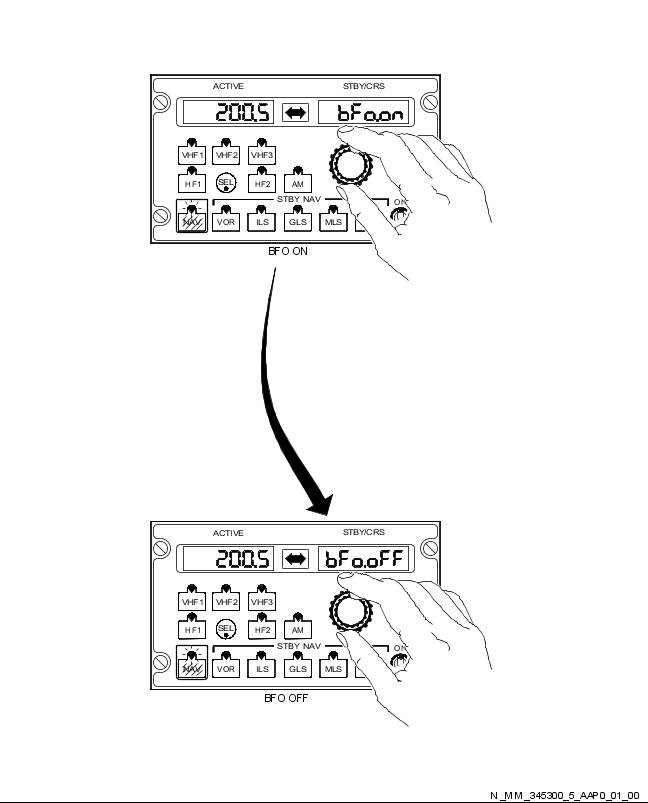 ACTIVE STBY/CRS
200.5 bFo.on
VHF1 VHF2 VHF3
HF1 SEL HF2 AM
STBY NAV ON
NAV VOR ILS GLS MLS
BFO ON
ACTIVE STBY/CRS
200.5 bFo.oFF
VHF1 VHF2 VHF3
HF1 SEL HF2 AM
STBY NAV ON
NAV VOR ILS GLS MLS
BFO OFF
N_MM_345300_5_AAP0_01_00